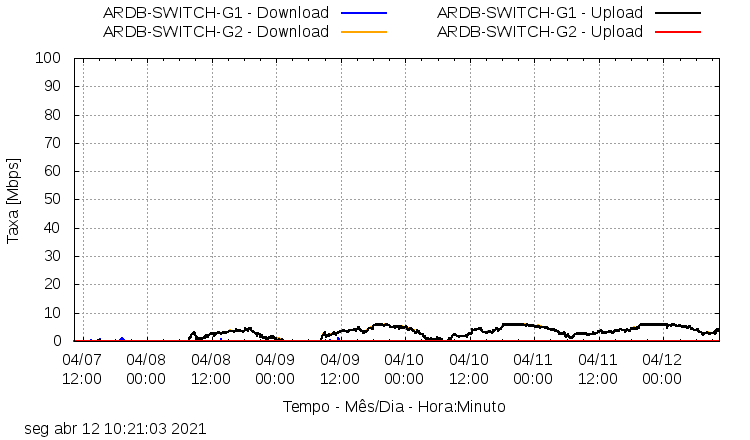 ARDB-SWITCH-G1 - Download ARDB-SWITCH-G1 - Upload
ARDB-SWITCH-G2 - Download ARDB-SWITCH-G2 - Upload
Taxa [Mbps]
100
90
80
70
60
50
40
30
20
10
0
04/07 04/08 04/08 04/09 04/09 04/10 04/10 04/11 04/11 04/12
12:00 00:00 12:00 00:00 12:00 00:00 12:00 00:00 12:00 00:00
Tempo - Mês/Dia - Hora:Minuto
seg abr 12 10:21:03 2021